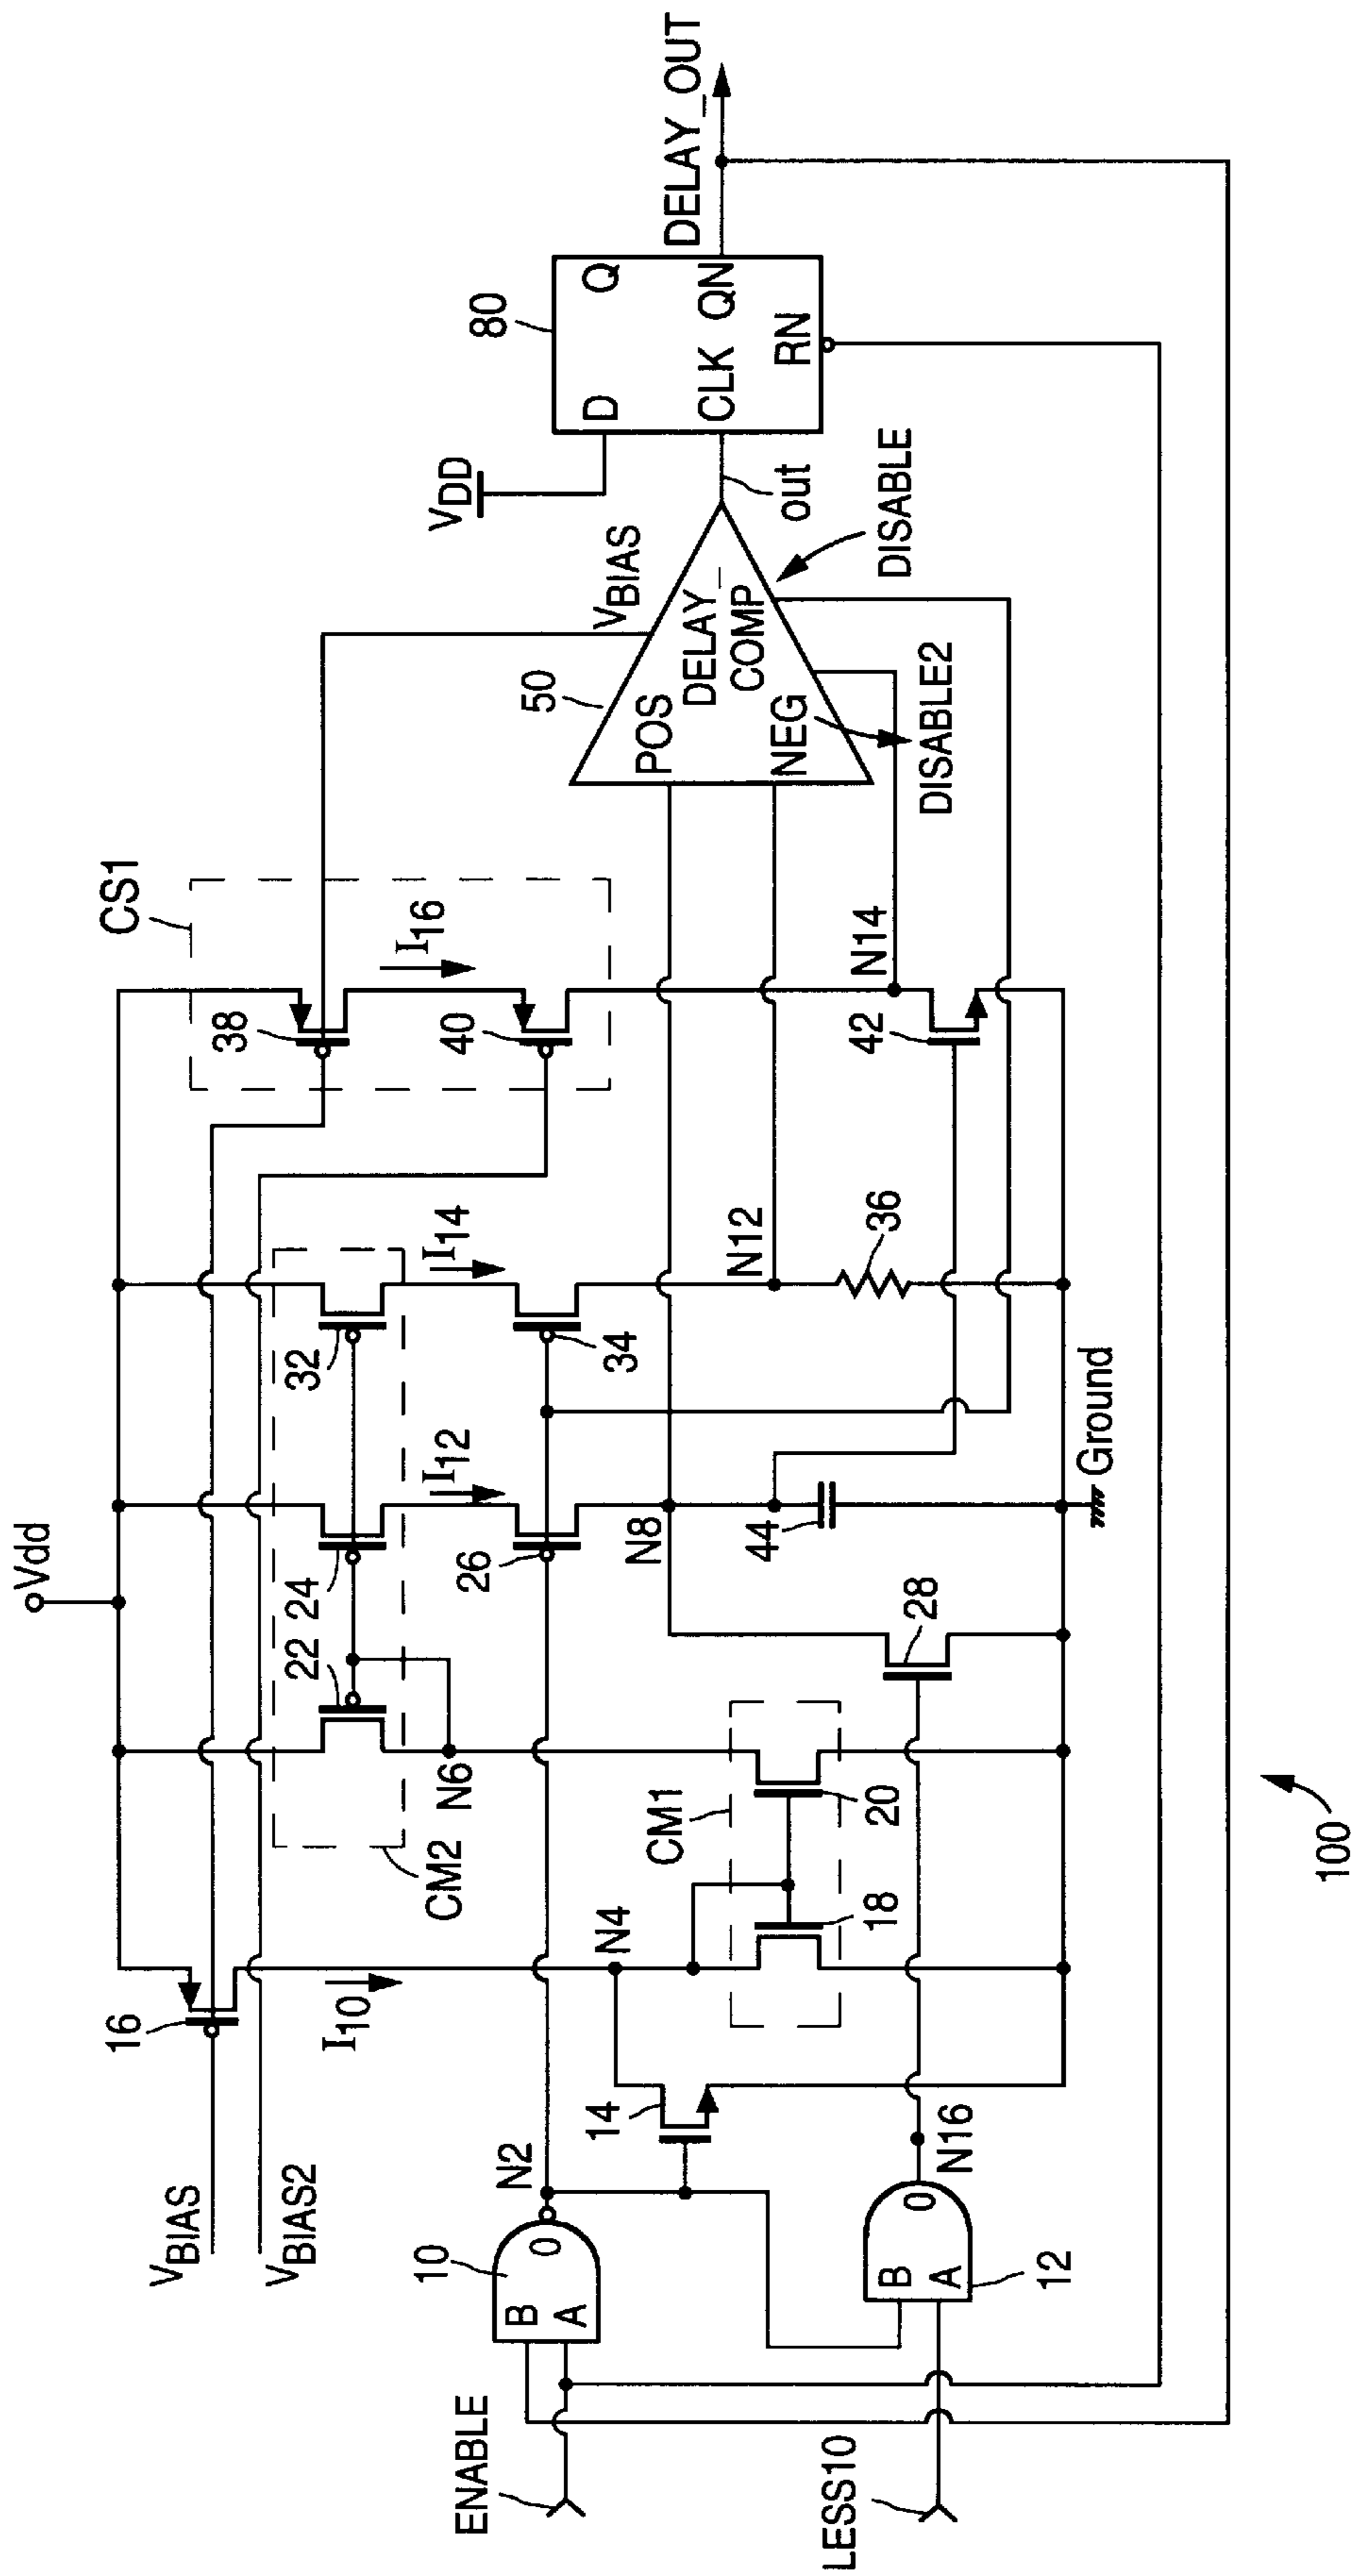 Vdd
VBIAS
VBIAS2
16
I10
CM2
22
24
32
N6
I12
I14
CS1
38
I16
40
VBIAS
50
POS
NEG
DELAY_
COMP
out
DISABLE
DISABLE2
VDD
80
D
Q
CLK
QN
RN
DELAY_OUT
ENABLE
B
A
O
10
N2
14
N4
CM1
18
20
26
34
N8
N12
36
N14
42
44
28
Ground
LESS10
B
A
O
12
N16
100